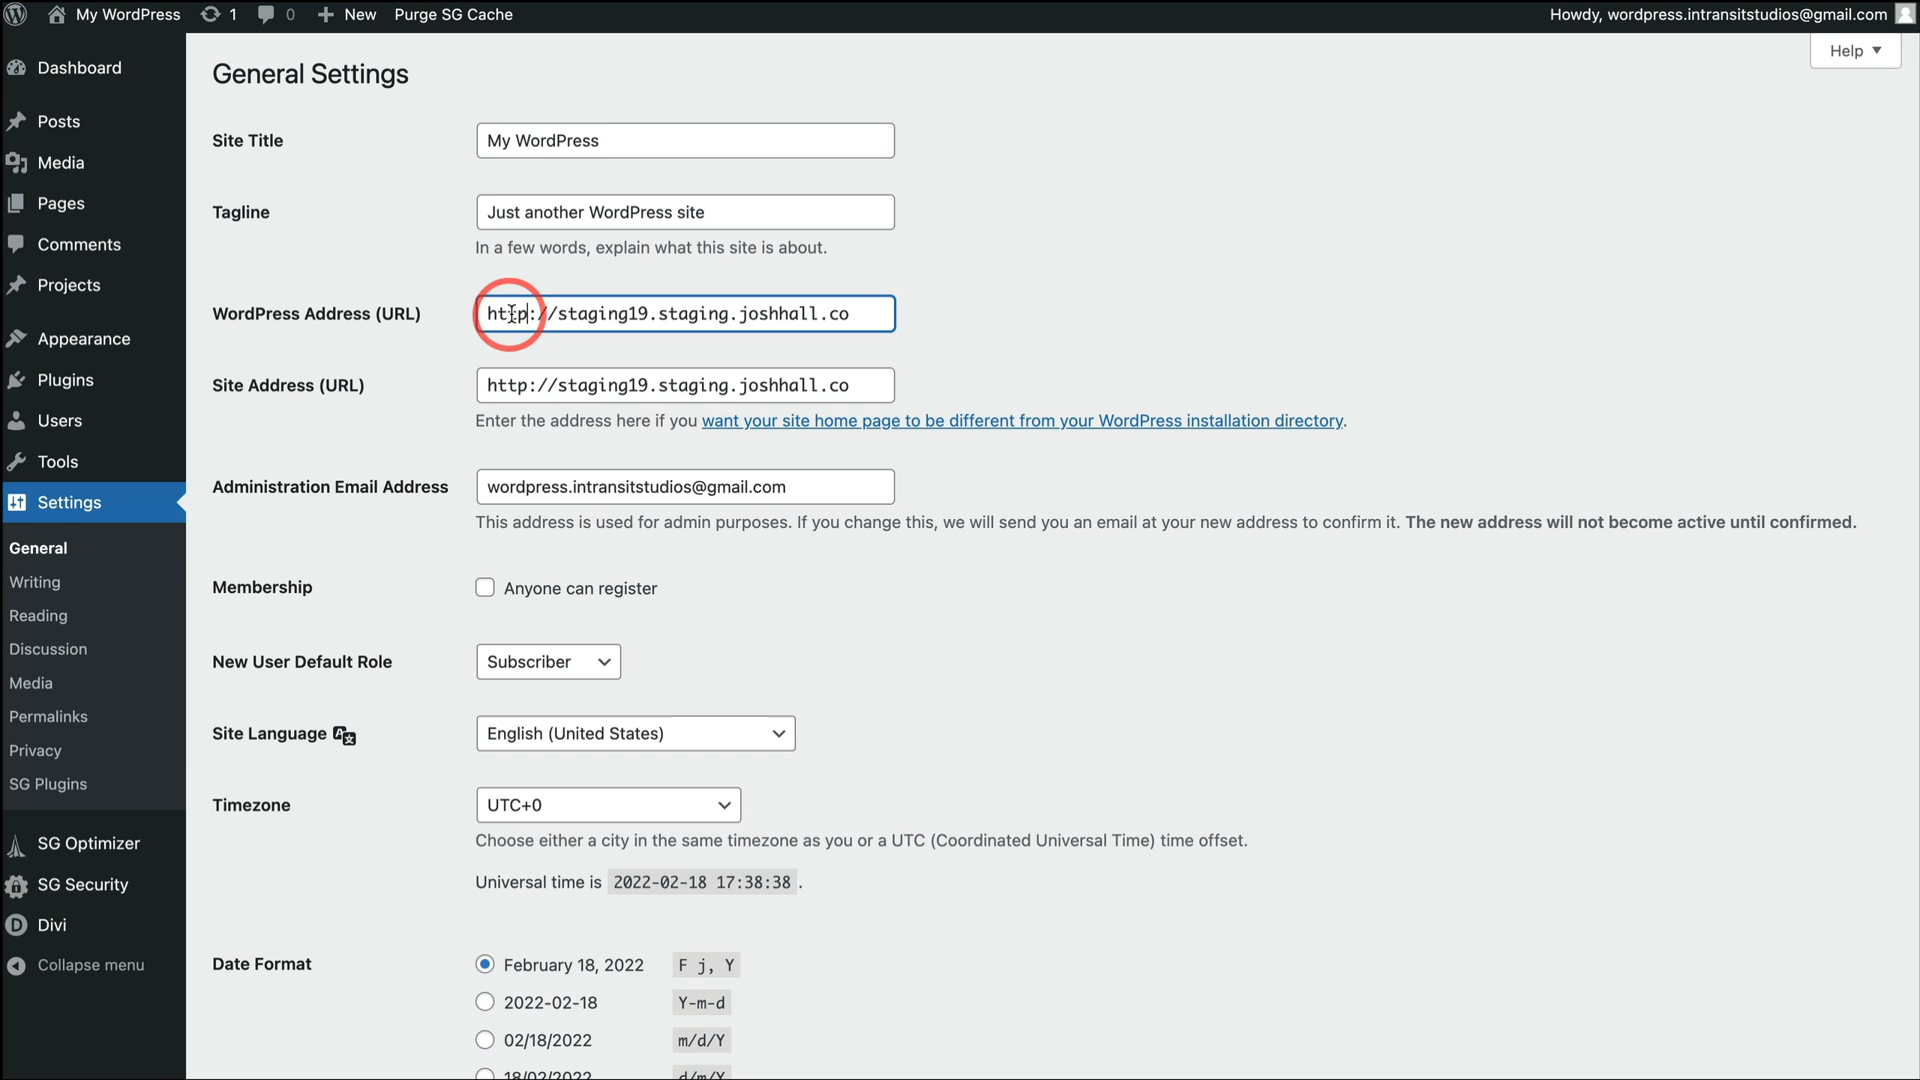 My WordPress 1 0 New Purge SG Cache Howdy, wordpress.intransitstudios@gmail.com
Help
Dashboard
Posts
Media
Pages
Comments
Projects
Appearance
Plugins
Users
Tools
Settings
General
Writing
Reading
Discussion
Media
Permalinks
Privacy
SG Plugins
SG Optimizer
SG Security
Divi
Collapse menu
General Settings
Site Title My WordPress
Tagline Just another WordPress site
In a few words, explain what this site is about.
WordPress Address (URL) http://staging19.staging.joshhall.co
Site Address (URL) http://staging19.staging.joshhall.co
Enter the address here if you want your site home page to be different from your WordPress installation directory.
Administration Email Address wordpress.intransitstudios@gmail.com
This address is used for admin purposes. If you change this, we will send you an email at your new address to confirm it. The new address will not become active until confirmed.
Membership Anyone can register
New User Default Role Subscriber
Site Language English (United States)
Timezone UTC+0
Choose either a city in the same timezone as you or a UTC (Coordinated Universal Time) time offset.
Universal time is 2022-02-18 17:38:38 .
Date Format February 18, 2022 F j, Y
2022-02-18 Y-m-d
02/18/2022 m/d/Y
18/02/2022 d/m/Y